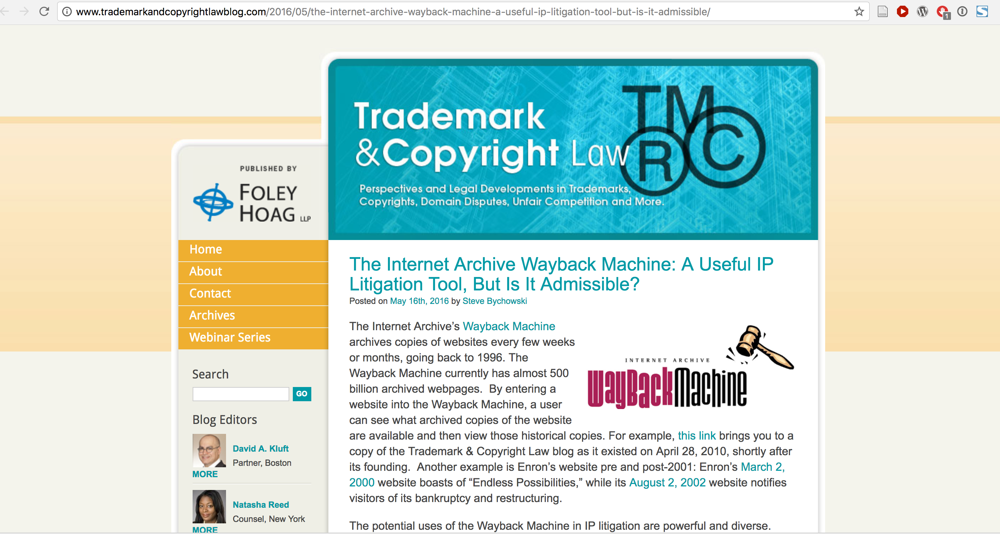 www.trademarkandcopyrightlawblog.com/2016/05/the-internet-archive-wayback-machine-a-useful-ip-litigation-tool-but-is-it-admissible/
1
Trademark
&Copyright Law
TM
R
C
Perspectives and Legal Developments in Trademarks,
Copyrights, Domain Disputes, Unfair Competition and More.
PUBLISHED BY
FOLEY
HOAG LLP
Home
About
Contact
Archives
Webinar Series
Search
GO
Blog Editors
David A. Kluft
Partner, Boston
MORE
Natasha Reed
Counsel, New York
MORE
The Internet Archive Wayback Machine: A Useful IP
Litigation Tool, But Is It Admissible?
Posted on May 16th, 2016 by Steve Bychowski
The Internet Archive’s Wayback Machine
archives copies of websites every few weeks
or months, going back to 1996. The
Wayback Machine currently has almost 500
billion archived webpages.  By entering a
website into the Wayback Machine, a user
can see what archived copies of the website
are available and then view those historical copies. For example, this link brings you to a
copy of the Trademark & Copyright Law blog as it existed on April 28, 2010, shortly after
its founding.  Another example is Enron’s website pre and post-2001: Enron’s March 2,
2000 website boasts of “Endless Possibilities,” while its August 2, 2002 website notifies
visitors of its bankruptcy and restructuring.
INTERNET ARCHIVE
WayBackMachine
The potential uses of the Wayback Machine in IP litigation are powerful and diverse.